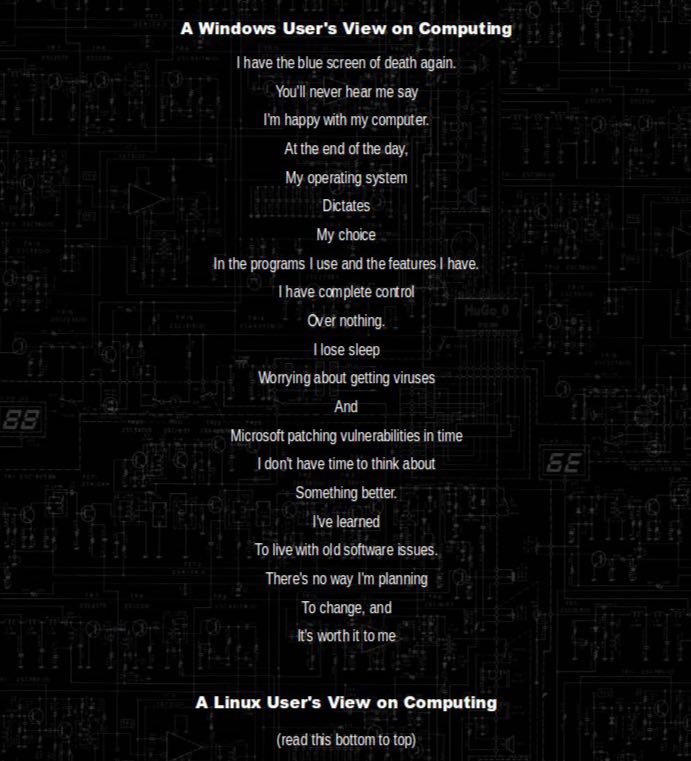 A Windows User's View on Computing
I have the blue screen of death again.
You'll never hear me say
I'm happy with my computer.
At the end of the day,
My operating system
Dictates
My choice
In the programs I use and the features I have.
I have complete control
Over nothing.
I lose sleep
Worrying about getting viruses
And
Microsoft patching vulnerabilities in time
I don't have time to think about
Something better.
I've learned
To live with old software issues.
There's no way I'm planning
To change, and
It's worth it to me
A Linux User's View on Computing
(read this bottom to top)